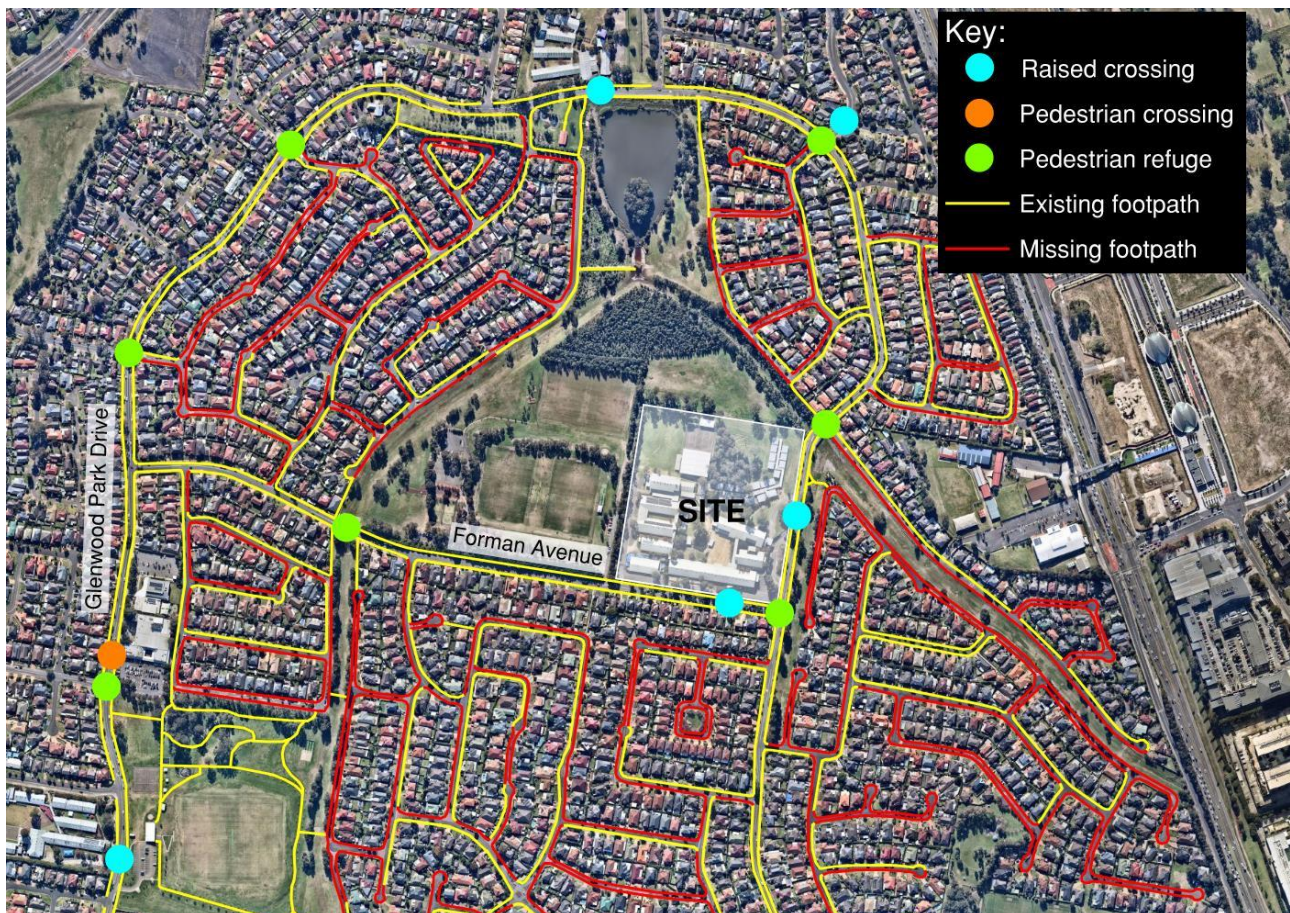 Key:
Raised crossing
Pedestrian crossing
Pedestrian refuge
Existing footpath
Missing footpath
Glenwood Park Drive
Forman Avenue
SITE